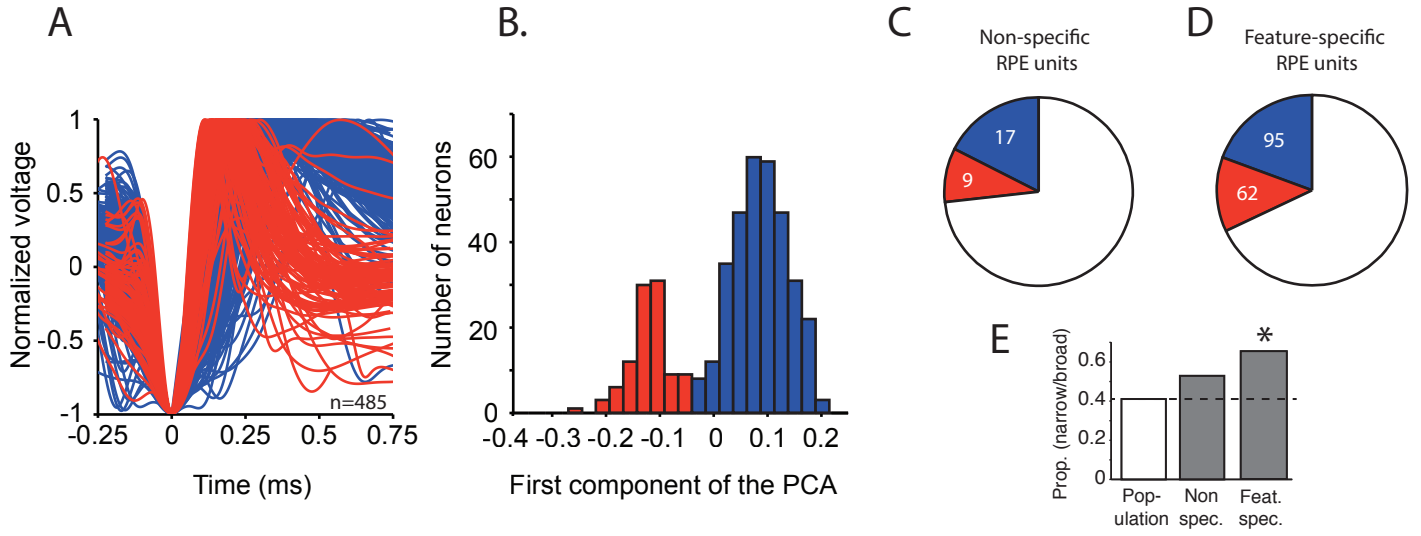 A
B.
C
D
Non-specific
RPE units
Feature-specific
RPE units
Normalized voltage
1
0.5
0
-0.5
-1
-0.25
0
0.25
0.5
0.75
n=485
Time (ms)
Number of neurons
60
40
20
0
-0.4
-0.3
-0.2
-0.1
0
0.1
0.2
First component of the PCA
17
9
95
62
E
Prop. (narrow/broad)
0.6
0.4
0.2
0
*
Pop-
ulation
Non
spec.
Feat.
spec.